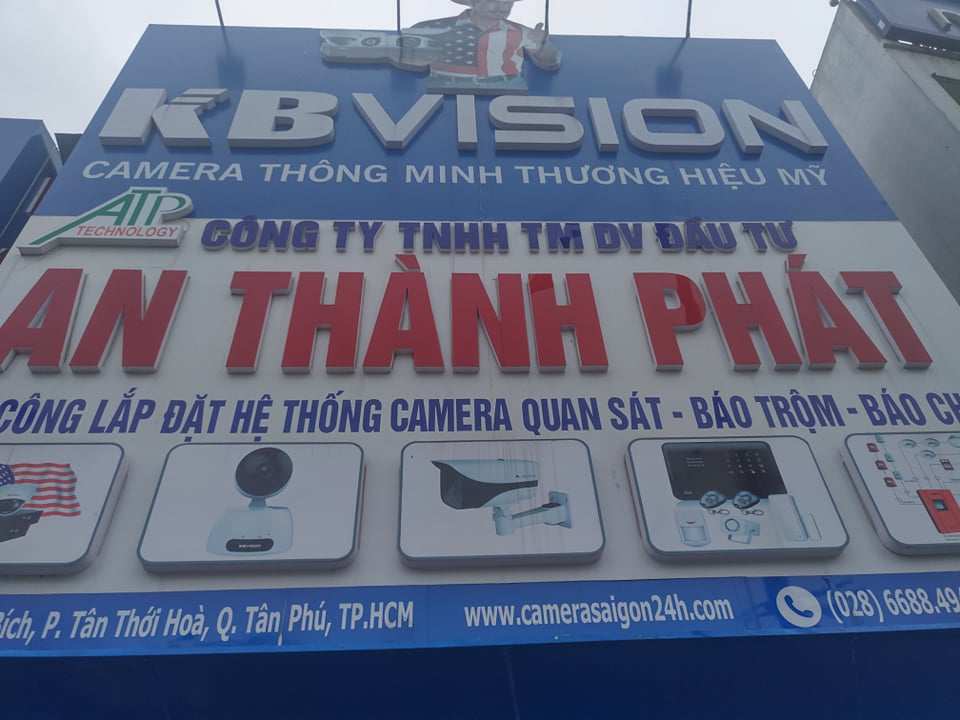 KBVISION
CAMERA THÔNG MINH THƯƠNG HIỆU MỸ
ATP
TECHNOLOGY
CÔNG TY TNHH TM DV ĐẦU TƯ
AN THÀNH PHÁT
CÔNG LẮP ĐẶT HỆ THỐNG CAMERA QUAN SÁT - BÁO TRỘM - BÁO CH
Bích, P. Tân Thới Hoà, Q. Tân Phú, TP.HCM www.camerasaigon24h.com (028) 6688.49